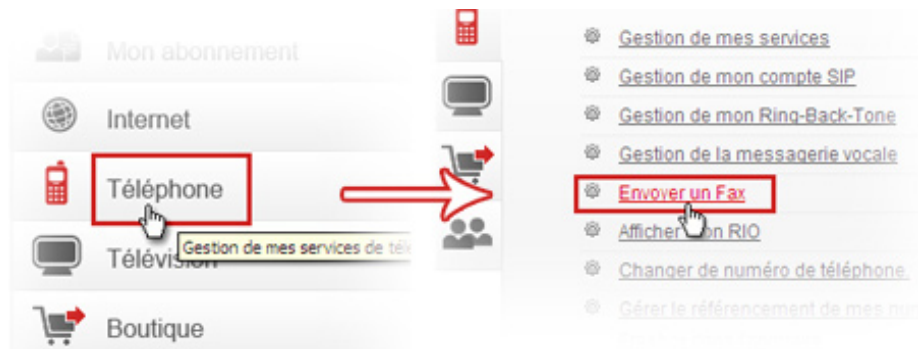 Mon abonnement
Internet
Téléphone
Gestion de mes services de tél
Télévision
Boutique
Gestion de mes services
Gestion de mon compte SIP
Gestion de mon Ring-Back-Tone
Gestion de la messagerie vocale
Envoyer un Fax
Afficher mon RIO
Changer de numéro de téléphone
Gérer le référencement de mes